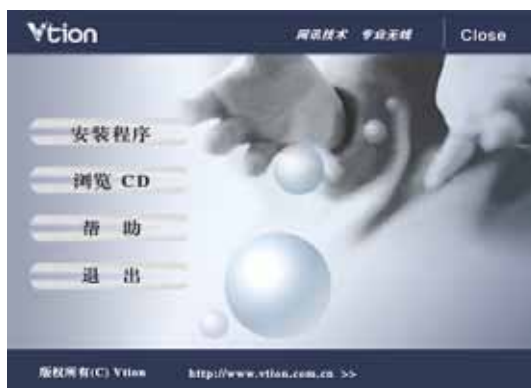 Vtion 网讯技术 专业无线 Close
安装程序
浏览 CD
帮 助
退 出
版权所有(C) Vtion http://www.vtion.com.cn >>